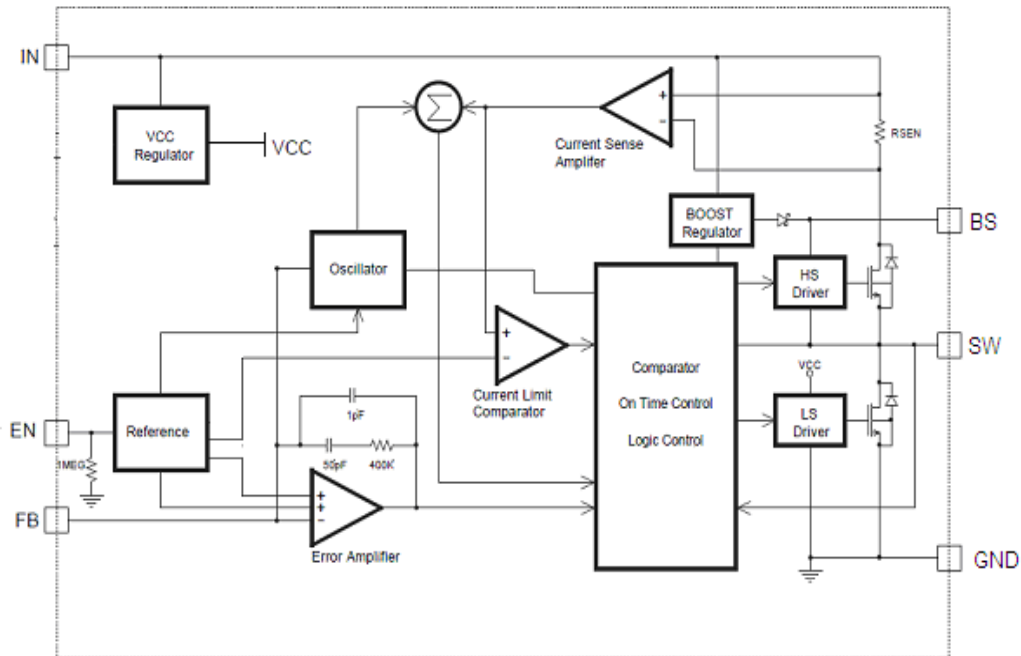 IN
VCC
Regulator
VCC
Σ
+
-
Current Sense
Amplifer
RSEN
BOOST
Regulator
BS
Oscillator
HS
Driver
+
-
Current Limit
Comparator
Comparator
On Time Control
Logic Control
SW
VCC
LS
Driver
EN
Reference
1MEG
1pF
50pF
400K
+
+
-
Error Amplifier
FB
GND